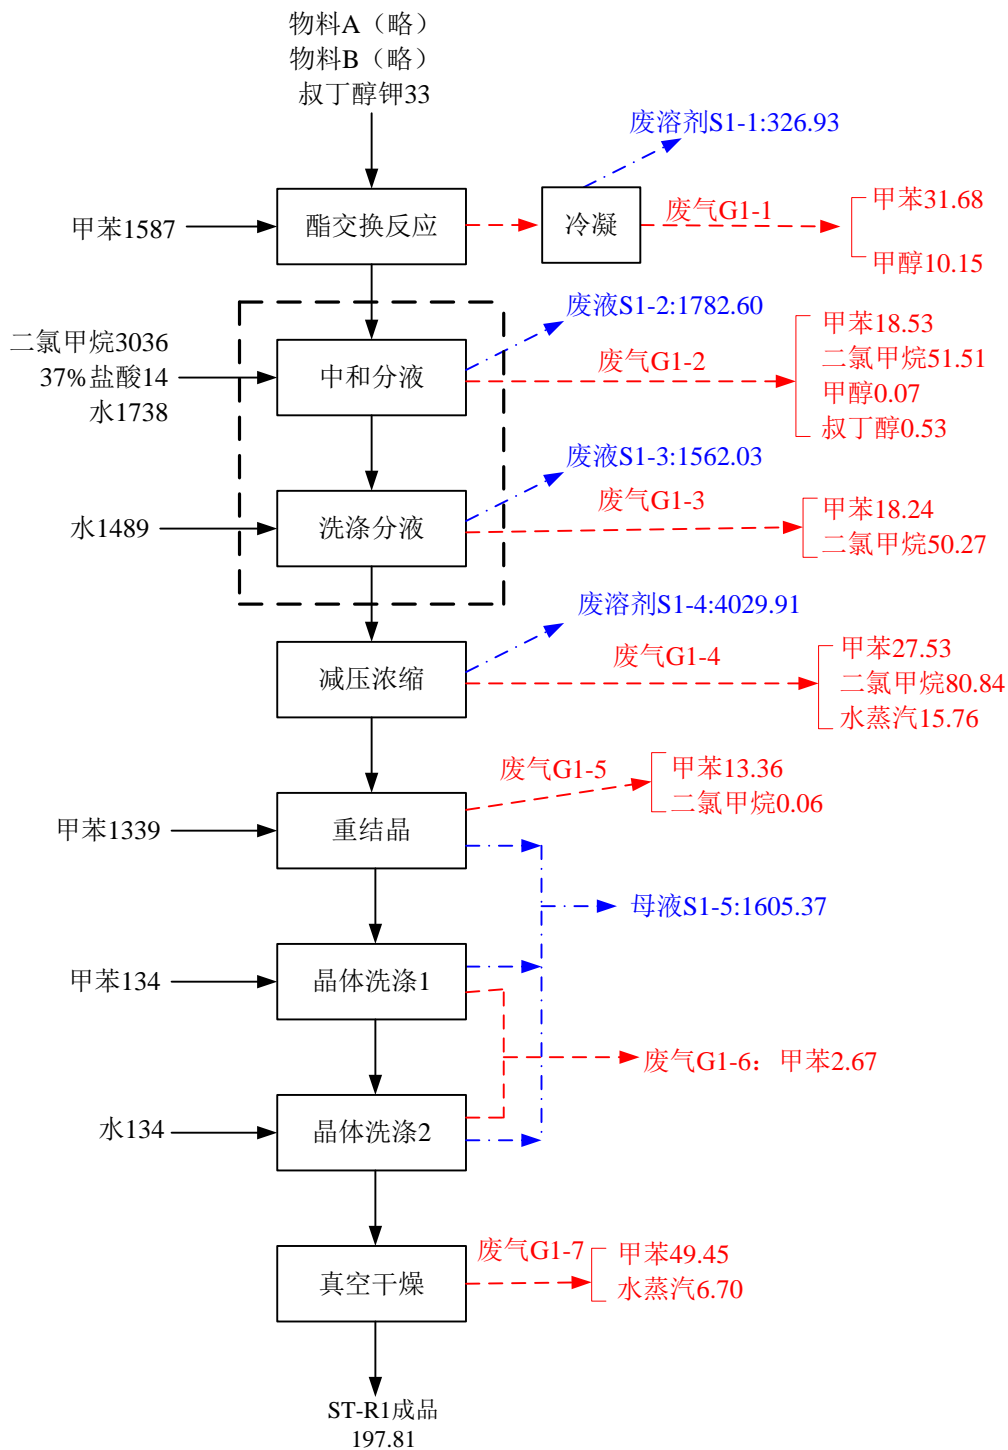 物料A（略）
物料B（略）
叔丁醇钾33
废溶剂S1-1:326.93
甲苯1587
酯交换反应
冷凝
废气G1-1
甲苯31.68
甲醇10.15
二氯甲烷3036
37%盐酸14
水1738
中和分液
废液S1-2:1782.60
废气G1-2
甲苯18.53
二氯甲烷51.51
甲醇0.07
叔丁醇0.53
水1489
洗涤分液
废液S1-3:1562.03
废气G1-3
甲苯18.24
二氯甲烷50.27
减压浓缩
废溶剂S1-4:4029.91
废气G1-4
甲苯27.53
二氯甲烷80.84
水蒸汽15.76
甲苯1339
重结晶
废气G1-5
甲苯13.36
二氯甲烷0.06
母液S1-5:1605.37
甲苯134
晶体洗涤1
废气G1-6：甲苯2.67
水134
晶体洗涤2
真空干燥
废气G1-7
甲苯49.45
水蒸汽6.70
ST-R1成品
197.81